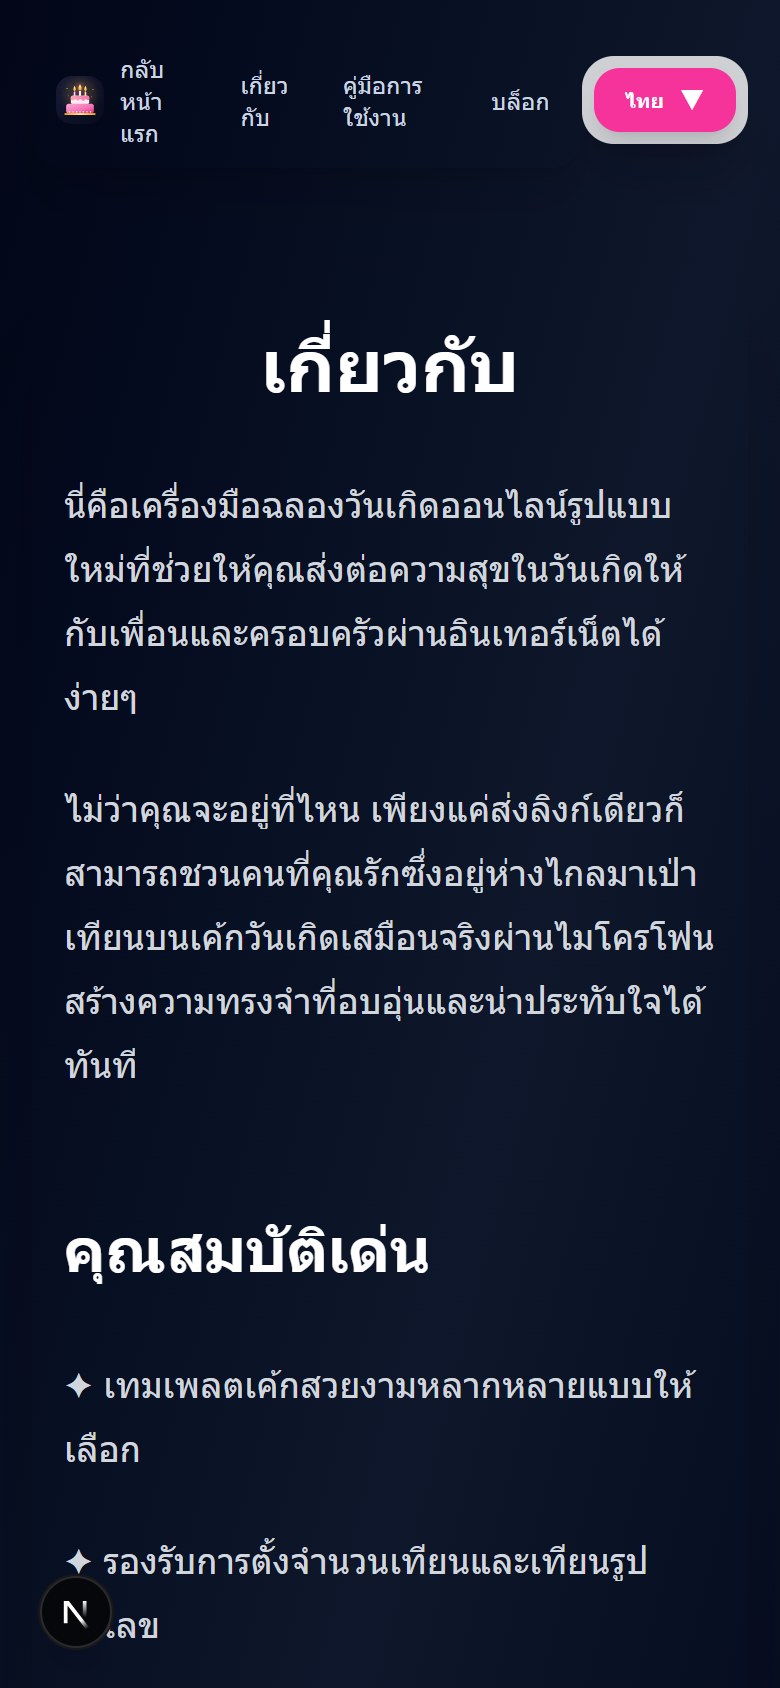 กลับ
หน้า
แรก
เกี่ยว
กับ
คู่มือการ
ใช้งาน
บล็อก
ไทย ▼
เกี่ยวกับ
นี่คือเครื่องมือฉลองวันเกิดออนไลน์รูปแบบ
ใหม่ที่ช่วยให้คุณส่งต่อความสุขในวันเกิดให้
กับเพื่อนและครอบครัวผ่านอินเทอร์เน็ตได้
ง่ายๆ
ไม่ว่าคุณจะอยู่ที่ไหน เพียงแค่ส่งลิงก์เดียวก็
สามารถชวนคนที่คุณรักซึ่งอยู่ห่างไกลมาเป่า
เทียนบนเค้กวันเกิดเสมือนจริงผ่านไมโครโฟน
สร้างความทรงจำที่อบอุ่นและน่าประทับใจได้
ทันที
คุณสมบัติเด่น
✦ เทมเพลตเค้กสวยงามหลากหลายแบบให้
เลือก
✦ รองรับการตั้งจำนวนเทียนและเทียนรูป
เลข
N